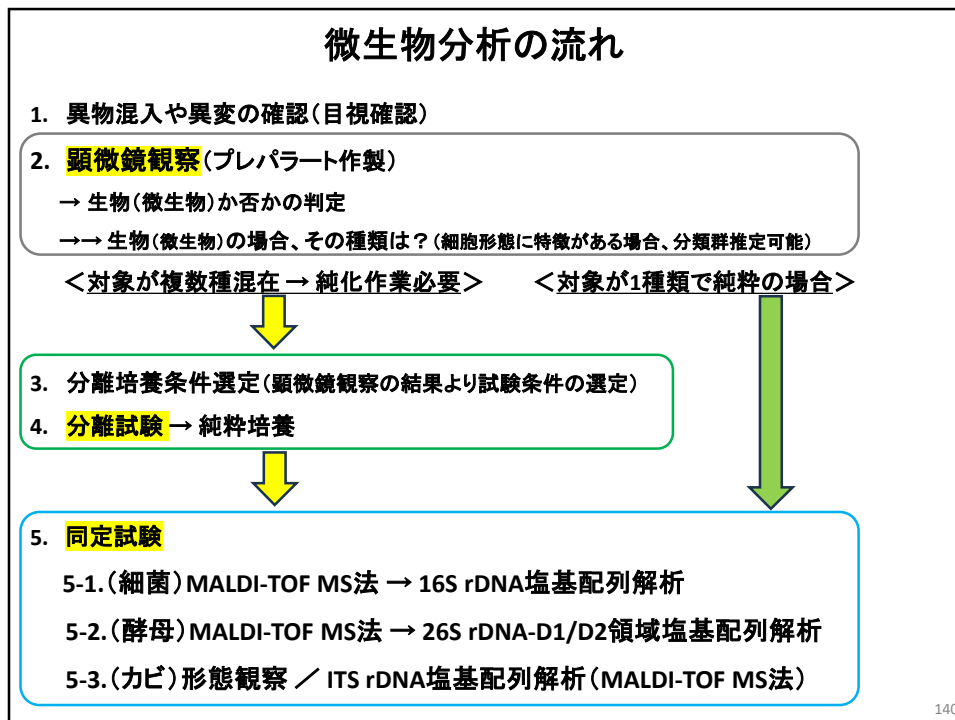 微生物分析の流れ
1. 異物混入や異変の確認(目視確認)
2. 顕微鏡観察(プレパラート作製)
→ 生物(微生物)か否かの判定
→→ 生物(微生物)の場合、その種類は?(細胞形態に特徴がある場合、分類群推定可能)
<対象が複数種混在 → 純化作業必要> <対象が1種類で純粋の場合>
3. 分離培養条件選定(顕微鏡観察の結果より試験条件の選定)
4. 分離試験 → 純粋培養
5. 同定試験
5-1.(細菌)MALDI-TOF MS法 → 16S rDNA塩基配列解析
5-2.(酵母)MALDI-TOF MS法 → 26S rDNA-D1/D2領域塩基配列解析
5-3.(カビ)形態観察 / ITS rDNA塩基配列解析(MALDI-TOF MS法)
140